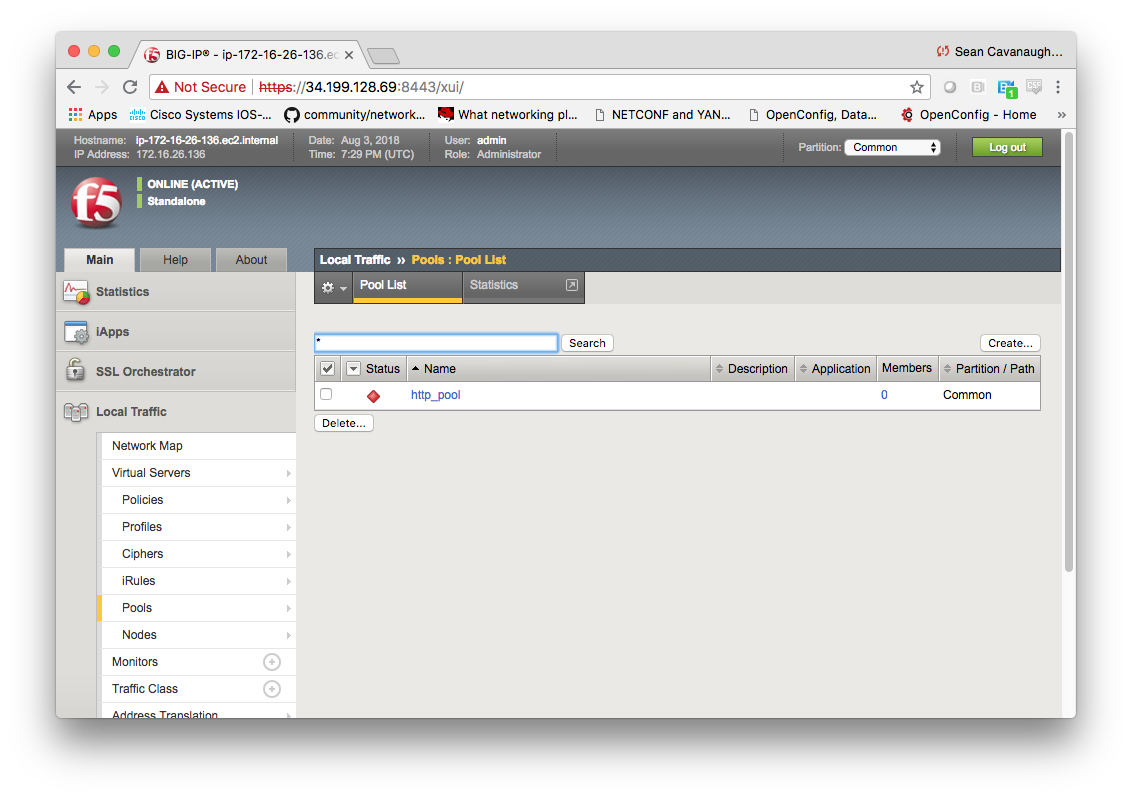 BIG-IP® - ip-172-16-26-136.ec
Sean Cavanaugh...
Not Secure https://34.199.128.69:8443/xui/
Apps Cisco Systems IOS-... community/network... What networking pl... NETCONF and YAN... OpenConfig, Data... OpenConfig - Home »
Hostname: ip-172-16-26-136.ec2.internal Date: Aug 3, 2018 User: admin
IP Address: 172.16.26.136 Time: 7:29 PM (UTC) Role: Administrator
Partition: Common Log out
f5
ONLINE (ACTIVE)
Standalone
Main Help About
Local Traffic ›› Pools : Pool List
Pool List Statistics
Statistics
iApps
SSL Orchestrator
Local Traffic
Network Map
Virtual Servers
Policies
Profiles
Ciphers
iRules
Pools
Nodes
Monitors
Traffic Class
Address Translation
* Search Create...
Status Name Description Application Members Partition / Path
http_pool 0 Common
Delete...